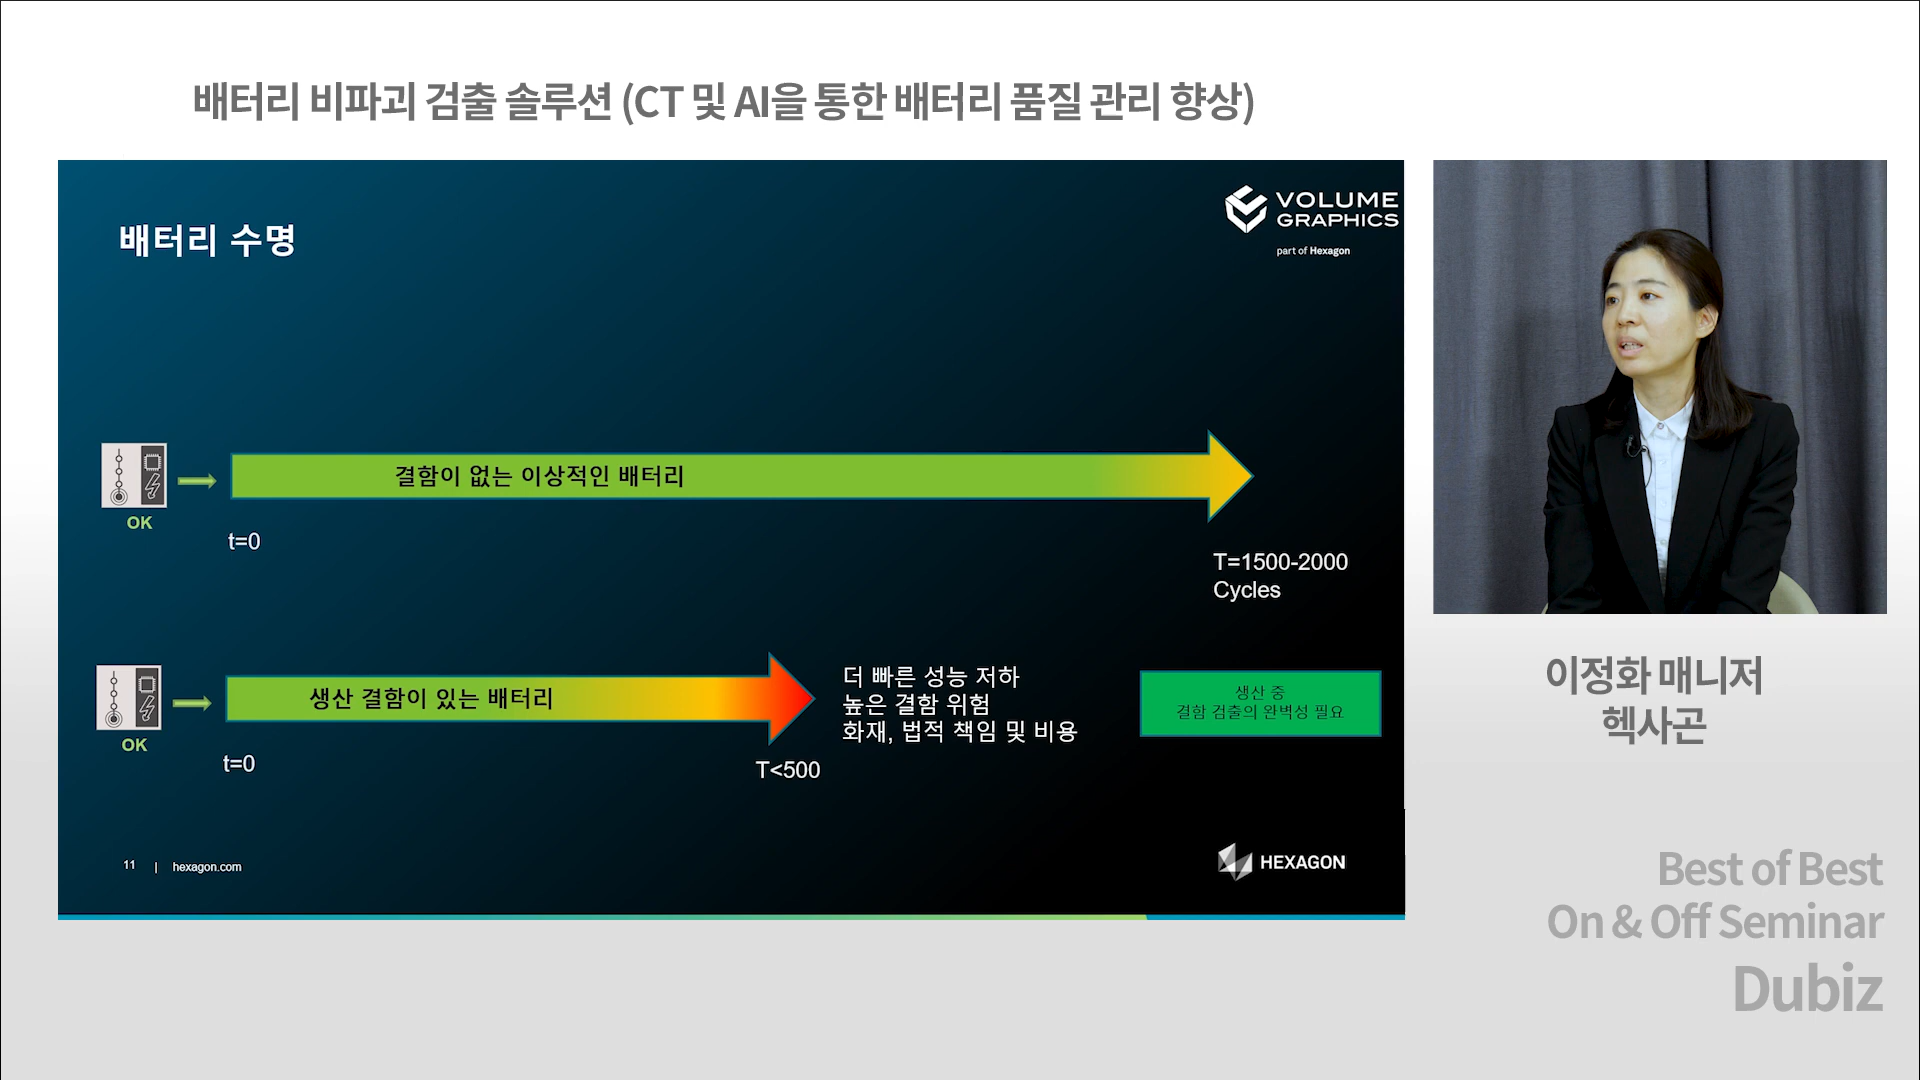 배터리 비파괴 검출 솔루션 (CT 및 AI을 통한 배터리 품질 관리 향상)
VOLUME
GRAPHICS
part of Hexagon
배터리 수명
결함이 없는 이상적인 배터리
OK
t=0
T=1500-2000
Cycles
생산 결함이 있는 배터리
OK
t=0
T<500
더 빠른 성능 저하
높은 결함 위험
화재, 법적 책임 및 비용
생산 중
결함 검출의 완벽성 필요
11 | hexagon.com
HEXAGON
이정화 매니저
헥사곤
Best of Best
On & Off Seminar
Dubiz